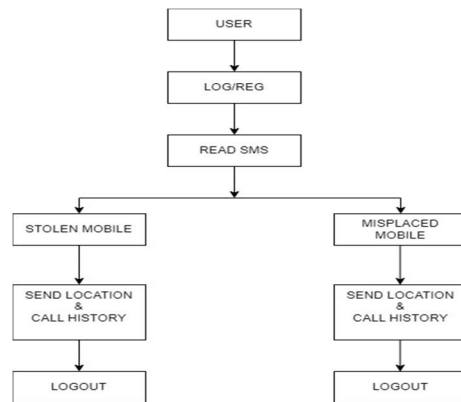 USER
LOG/REG
READ SMS
STOLEN MOBILE
MISPLACED
MOBILE
SEND LOCATION
&
CALL HISTORY
SEND LOCATION
&
CALL HISTORY
LOGOUT
LOGOUT